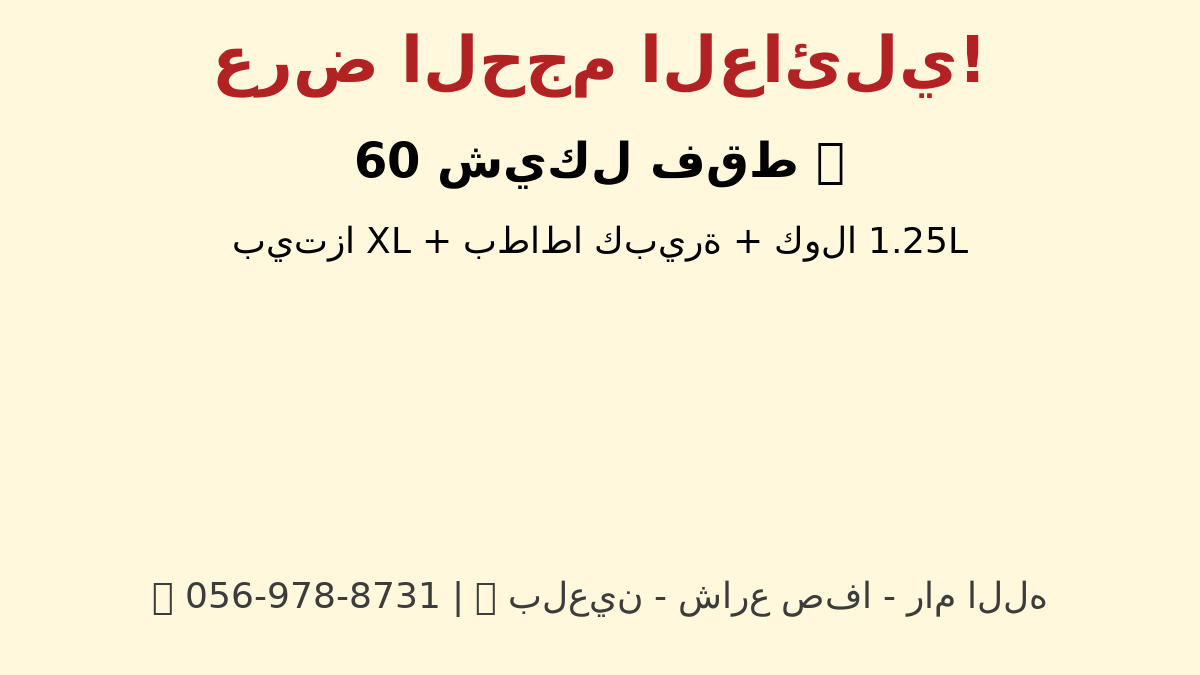 عرض الحجم العائلي!
60 شيكل فقط
بيتزا XL + بطاطا كبيرة + كولا 1.25L
056-978-8731 | بلعين - شارع صفا - رام الله